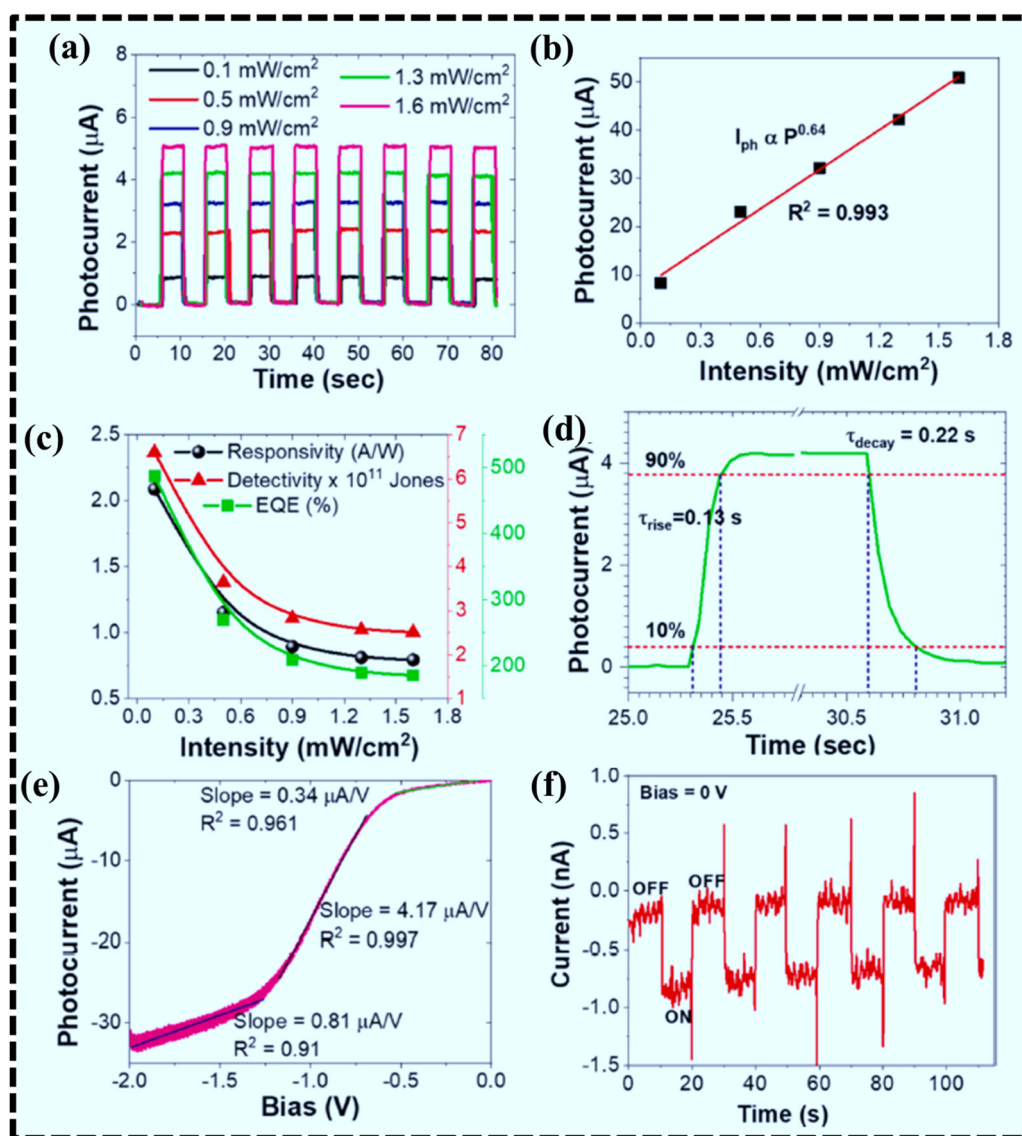 (a)
Photocurrent (µA)
8
6
4
2
0
0.1 mW/cm²
0.5 mW/cm²
0.9 mW/cm²
1.3 mW/cm²
1.6 mW/cm²
0 10 20 30 40 50 60 70 80
Time (sec)
(b)
Photocurrent (µA)
50
40
30
20
10
0
I_ph α P^0.64
R² = 0.993
0.0 0.3 0.6 0.9 1.2 1.5 1.8
Intensity (mW/cm²)
(c)
2.5
2.0
1.5
1.0
0.5
Responsivity (A/W)
Detectivity x 10¹¹ Jones
EQE (%)
7
6
5
4
3
2
1
500
400
300
200
0.0 0.3 0.6 0.9 1.2 1.5 1.8
Intensity (mW/cm²)
(d)
Photocurrent (µA)
4
2
0
90%
10%
τ_decay = 0.22 s
τ_rise=0.13 s
25.0 25.5 30.5 31.0
Time (sec)
(e)
Photocurrent (µA)
0
-10
-20
-30
Slope = 0.34 µA/V
R² = 0.961
Slope = 4.17 µA/V
R² = 0.997
Slope = 0.81 µA/V
R² = 0.91
-2.0 -1.5 -1.0 -0.5 0.0
Bias (V)
(f)
Current (nA)
1.0
0.5
0.0
-0.5
-1.0
-1.5
Bias = 0 V
OFF OFF
ON
0 20 40 60 80 100
Time (s)